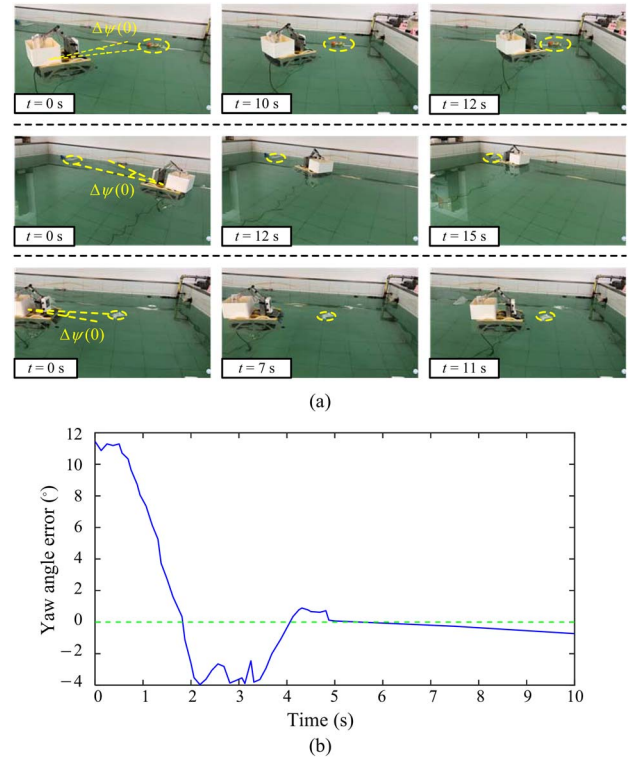 Δψ(0)
t = 0 s
t = 10 s
t = 12 s
Δψ(0)
t = 0 s
t = 12 s
t = 15 s
Δψ(0)
t = 0 s
t = 7 s
t = 11 s
(a)
12
10
8
6
4
2
0
−2
−4
Yaw angle error (°)
0 1 2 3 4 5 6 7 8 9 10
Time (s)
(b)